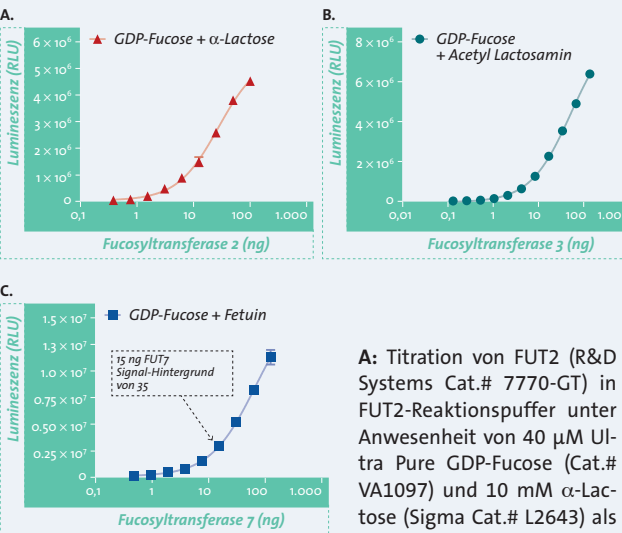 A.
GDP-Fucose + α-Lactose
Lumineszenz (RLU)
6 × 10⁶
5 × 10⁶
4 × 10⁶
3 × 10⁶
2 × 10⁶
1 × 10⁶
0
0,1 1 10 100 1.000
Fucosyltransferase 2 (ng)
B.
GDP-Fucose
+ Acetyl Lactosamin
Lumineszenz (RLU)
8 × 10⁶
6 × 10⁶
4 × 10⁶
2 × 10⁶
0
0,01 0,1 1 10 100 1.000
Fucosyltransferase 3 (ng)
C.
GDP-Fucose + Fetuin
Lumineszenz (RLU)
1.5 × 10⁷
1.3 × 10⁷
1.0 × 10⁷
0.75 × 10⁷
0.50 × 10⁷
0.25 × 10⁷
0
15 ng FUT7
Signal-Hintergrund
von 35
0,1 1 10 100 1.000
Fucosyltransferase 7 (ng)
A: Titration von FUT2 (R&D
Systems Cat.# 7770-GT) in
FUT2-Reaktionspuffer unter
Anwesenheit von 40 µM Ul-
tra Pure GDP-Fucose (Cat.#
VA1097) und 10 mM α-Lac-
tose (Sigma Cat.# L2643) als